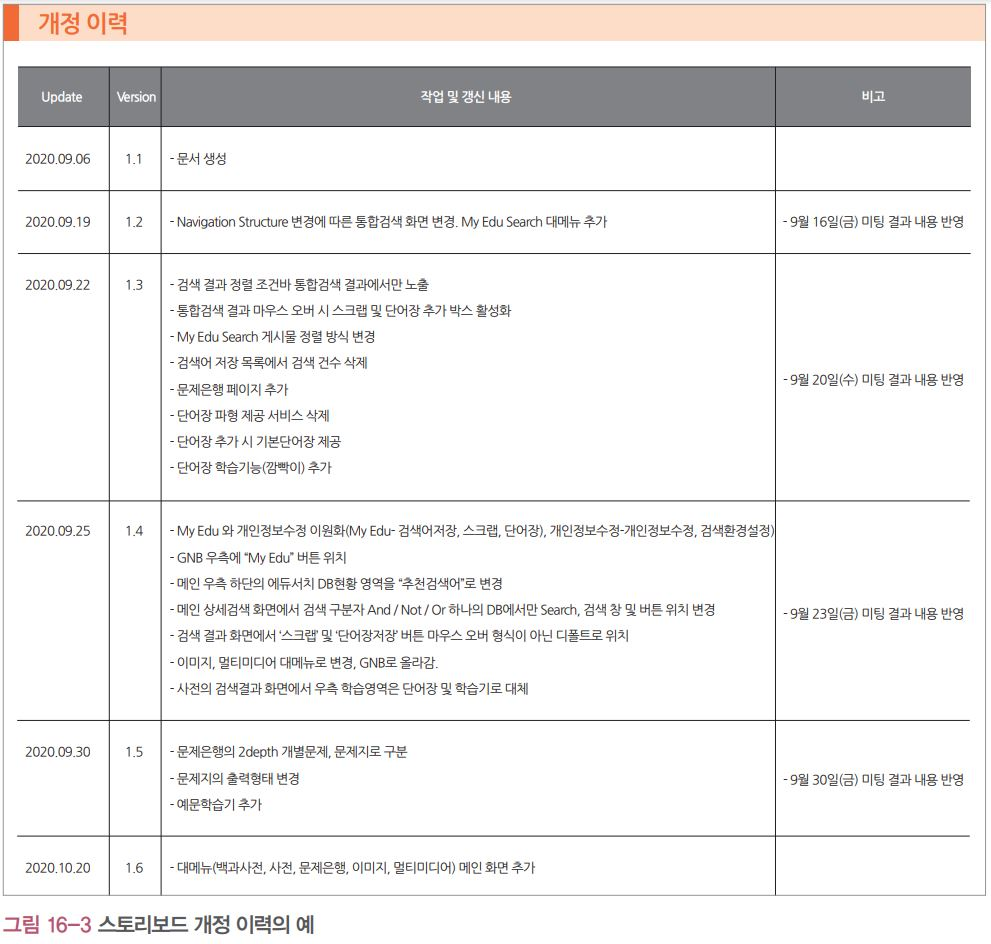 개정 이력
Update Version 작업 및 갱신 내용 비고
2020.09.06 1.1 - 문서 생성
2020.09.19 1.2 - Navigation Structure 변경에 따른 통합검색 화면 변경. My Edu Search 대메뉴 추가 - 9월 16일(금) 미팅 결과 내용 반영
2020.09.22 1.3 - 검색 결과 정렬 조건바 통합검색 결과에서만 노출
- 통합검색 결과 마우스 오버 시 스크랩 및 단어장 추가 박스 활성화
- My Edu Search 게시물 정렬 방식 변경
- 검색어 저장 목록에서 검색 건수 삭제
- 9월 20일(수) 미팅 결과 내용 반영
- 문제은행 페이지 추가
- 단어장 파형 제공 서비스 삭제
- 단어장 추가 시 기본단어장 제공
- 단어장 학습기능(깜빡이) 추가
2020.09.25 1.4 - My Edu 와 개인정보수정 이원화(My Edu- 검색어저장, 스크랩, 단어장), 개인정보수정-개인정보수정, 검색환경설정)
- GNB 우측에 “My Edu” 버튼 위치
- 메인 우측 하단의 에듀서치 DB현황 영역을 “추천검색어”로 변경
- 메인 상세검색 화면에서 검색 구분자 And / Not / Or 하나의 DB에서만 Search, 검색 창 및 버튼 위치 변경 - 9월 23일(금) 미팅 결과 내용 반영
- 검색 결과 화면에서 ‘스크랩’ 및 ‘단어장저장’ 버튼 마우스 오버 형식이 아닌 디폴트로 위치
- 이미지, 멀티미디어 대메뉴로 변경, GNB로 올라감.
- 사전의 검색결과 화면에서 우측 학습영역은 단어장 및 학습기로 대체
2020.09.30 1.5 - 문제은행의 2depth 개별문제, 문제지로 구분
- 문제지의 출력형태 변경 - 9월 30일(금) 미팅 결과 내용 반영
- 예문학습기 추가
2020.10.20 1.6 - 대메뉴(백과사전, 사전, 문제은행, 이미지, 멀티미디어) 메인 화면 추가
그림 16-3 스토리보드 개정 이력의 예